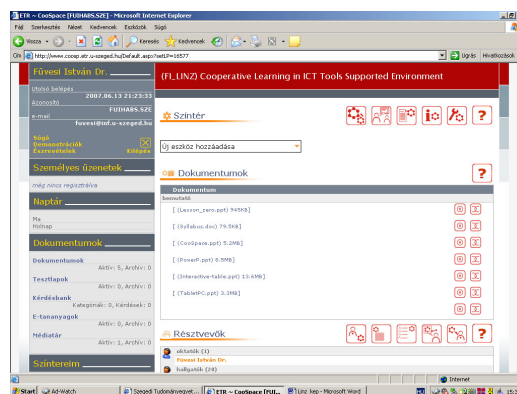 ETR ~ CooSpace [FUIHABS.SZE] - Microsoft Internet Explorer
Fájl Szerkesztés Nézet Kedvencek Eszközök Súgó
Vissza Keresés Kedvencek
Cím http://www.coosp.etr.u-szeged.hu/Default.aspx?setLP=16577 Ugrás Hivatkozások
Füvesi István Dr.
Utolsó belépés
2007.06.13 21:23:33
Azonosító
FUIHABS.SZE
e-mail
fuvesi@inf.u-szeged.hu
Súgó
Demonstrációk
Észrevételek Kilépés
Személyes üzenetek
még nincs regisztrálva
Naptár
Ma
Holnap
Dokumentumok
Dokumentumok
Aktív: 5, Archív: 0
Tesztlapok
Aktív: 0, Archív: 0
Kérdésbank
Kategóriák: 0, Kérdések: 0
E-tananyagok
Aktív: 0, Archív: 0
Médiatár
Aktív: 1, Archív: 0
Színtereim
(FI_LINZ) Cooperative Learning in ICT Tools Supported Environment
Színtér
Új eszköz hozzáadása
Dokumentumok
Dokumentum
bemutató
[ (Lesson_zero.ppt) 945KB]
[ (Syllabus.doc) 79.5KB]
[ (CooSpace.ppt) 5.2MB]
[ (PowerP.ppt) 8.5MB]
[ (Interactive-table.ppt) 13.6MB]
[ (TabletPC.ppt) 3.3MB]
Résztvevők
oktatók (1)
Füvesi István Dr.
hallgatók (28)
Internet
Start Ad-Watch Szegedi Tudományegyet... ETR ~ CooSpace [FUI... Linz_kep - Microsoft Word